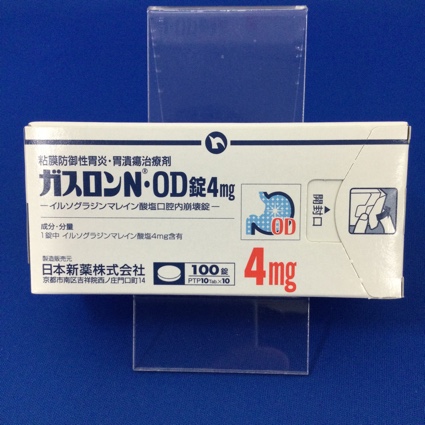 粘膜防御性胃炎・胃潰瘍治療剤
ガスロンN®・OD錠4mg
―イルソグラジンマレイン酸塩口腔内崩壊錠―
成分・分量
1錠中 イルソグラジンマレイン酸塩4mg含有
OD
4mg
開封口
製造販売元
日本新薬株式会社
京都市南区吉祥院西ノ庄門口町14
100錠
PTP10Tab.×10